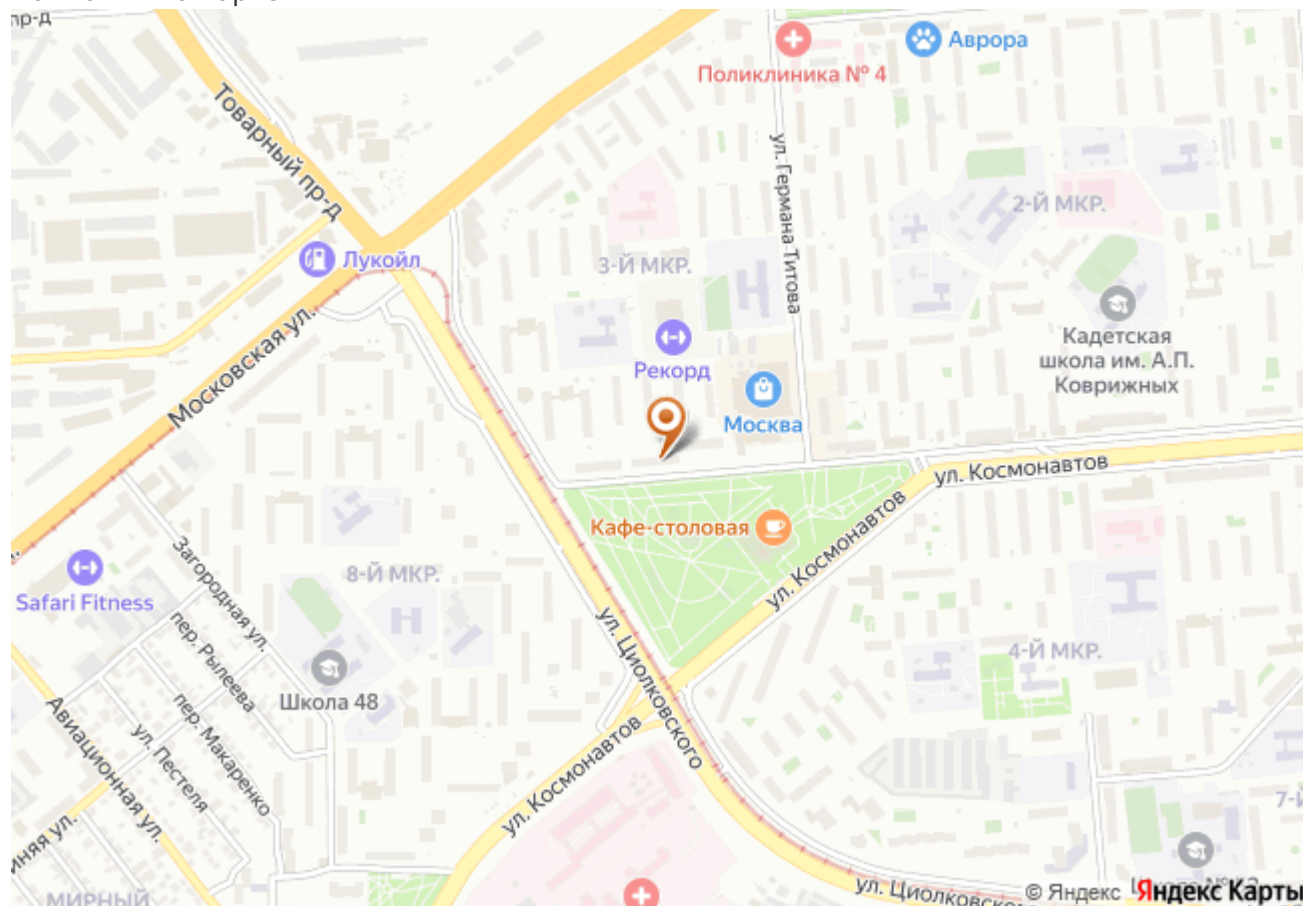 пр-д
Аврора
Поликлиника № 4
Товарный пр-д
ул. Германа Титова
2-Й МКР.
Лукойл
3-Й МКР.
Кадетская
школа им. А.П.
Коврижных
Рекорд
Московская ул.
Москва
ул. Космонавтов
Кафе-столовая
ул. Космонавтов
Загородная ул.
8-Й МКР.
Safari Fitness
пер. Рылеева
ул. Циолковского
4-Й МКР.
Школа 48
пер. Макаренко
Авиационная ул.
ул. Пестеля
ул. Космонавтов
МИРНЫЙ
ул. Циолковск
© Яндекс
Яндекс Карты